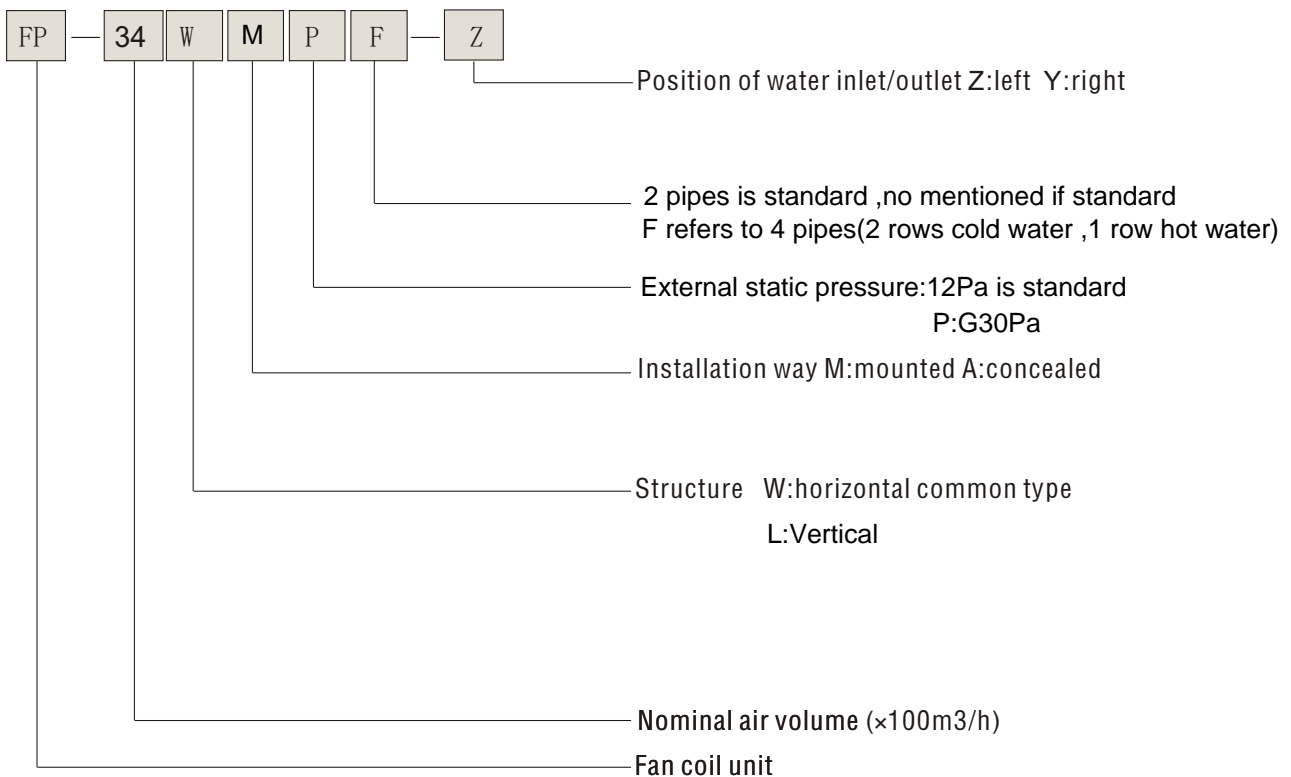 FP — 34 W M P F — Z
Position of water inlet/outlet Z:left Y:right
2 pipes is standard ,no mentioned if standard
F refers to 4 pipes(2 rows cold water ,1 row hot water)
External static pressure:12Pa is standard
P:G30Pa
Installation way M:mounted A:concealed
Structure W:horizontal common type
L:Vertical
Nominal air volume (×100m3/h)
Fan coil unit